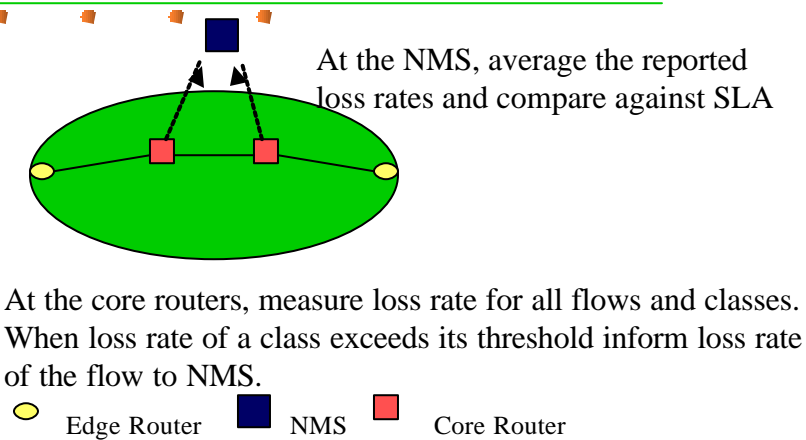 At the NMS, average the reported
loss rates and compare against SLA
At the core routers, measure loss rate for all flows and classes.
When loss rate of a class exceeds its threshold inform loss rate
of the flow to NMS.
Edge Router NMS Core Router